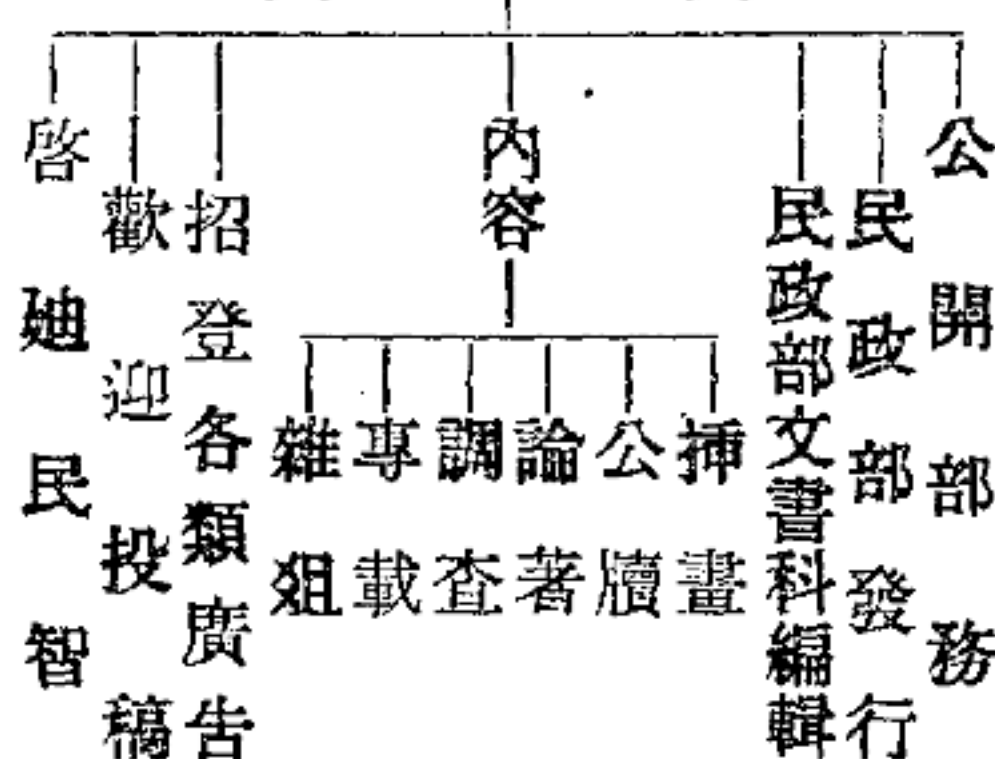 公開部務
民政部發行
民政部文書科編輯
內容
挿畫
公牘
論著
調查
專載
雜俎
招登各類廣告
歡迎投稿
啓廸民智